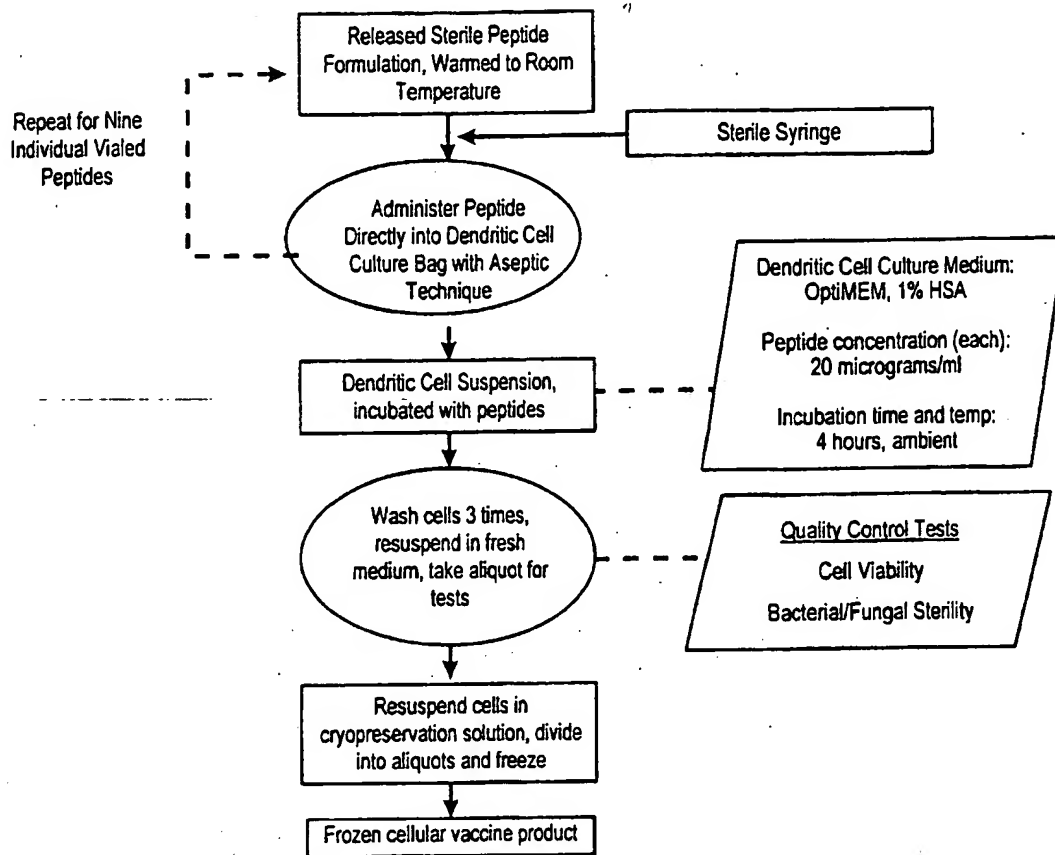 Released Sterile Peptide
Formulation, Warmed to Room
Temperature
Repeat for Nine
Individual Vialed
Peptides
Sterile Syringe
Administer Peptide
Directly into Dendritic Cell
Culture Bag with Aseptic
Technique
Dendritic Cell Culture Medium:
OptiMEM, 1% HSA
Peptide concentration (each):
20 micrograms/ml
Incubation time and temp:
4 hours, ambient
Dendritic Cell Suspension,
incubated with peptides
Wash cells 3 times,
resuspend in fresh
medium, take aliquot for
tests
Quality Control Tests
Cell Viability
Bacterial/Fungal Sterility
Resuspend cells in
cryopreservation solution, divide
into aliquots and freeze
Frozen cellular vaccine product